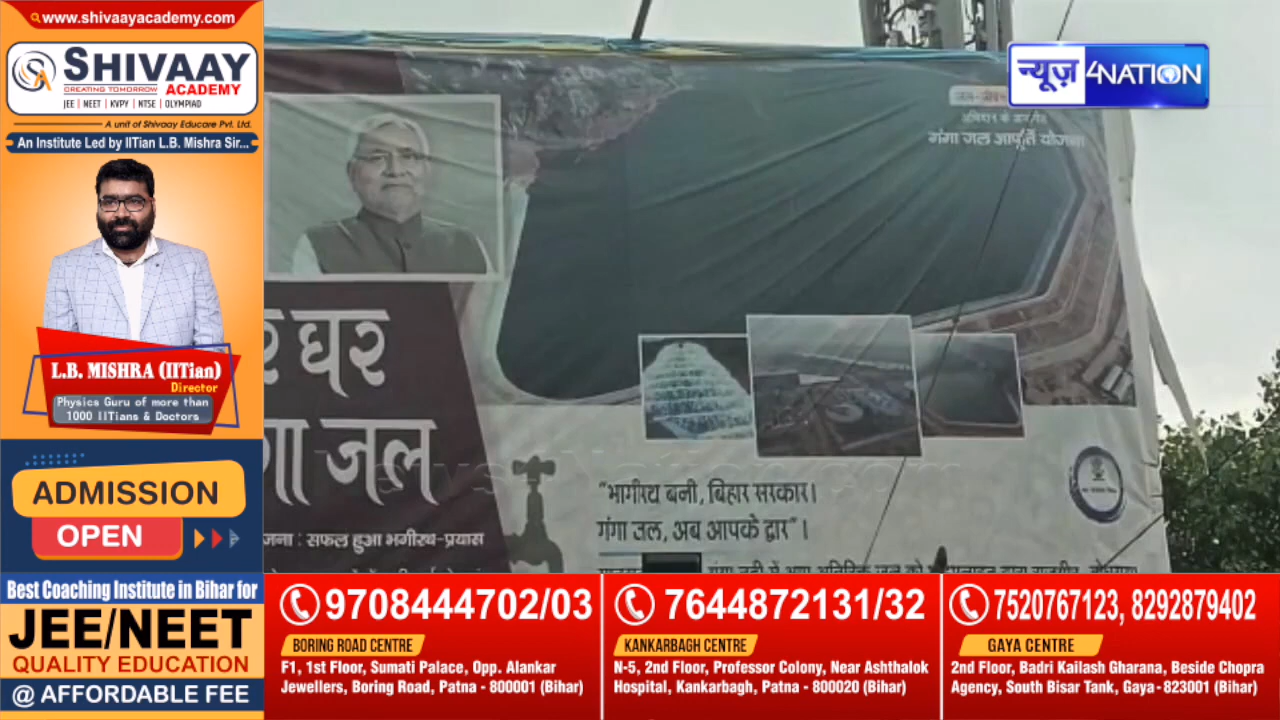 www.shivaayacademy.com
SHIVAAY
CREATING TOMORROW ACADEMY
JEE | NEET | KVPY | NTSE | OLYMPIAD
A unit of Shivaay Educare Pvt. Ltd.
An Institute Led by IITian L.B. Mishra Sir...
L.B. MISHRA (IITian)
Director
Physics Guru of more than
1000 IITians & Doctors
ADMISSION
OPEN
Best Coaching Institute in Bihar for
JEE/NEET
QUALITY EDUCATION
@ AFFORDABLE FEE
न्यूज़ 4NATION
अभियान के अन्तर्गत
गंगा जल आपूर्ति योजना
घर
गंगा जल
सफल हुआ भगीरथ-प्रयास
"भागीरथ बनी, बिहार सरकार।
गंगा जल, अब आपके द्वार"।
News4Nation.com
9708444702/03
BORING ROAD CENTRE
F1, 1st Floor, Sumati Palace, Opp. Alankar
Jewellers, Boring Road, Patna - 800001 (Bihar)
7644872131/32
KANKARBAGH CENTRE
N-5, 2nd Floor, Professor Colony, Near Ashthalok
Hospital, Kankarbagh, Patna - 800020 (Bihar)
7520767123, 8292879402
GAYA CENTRE
2nd Floor, Badri Kailash Gharana, Beside Chopra
Agency, South Bisar Tank, Gaya-823001 (Bihar)